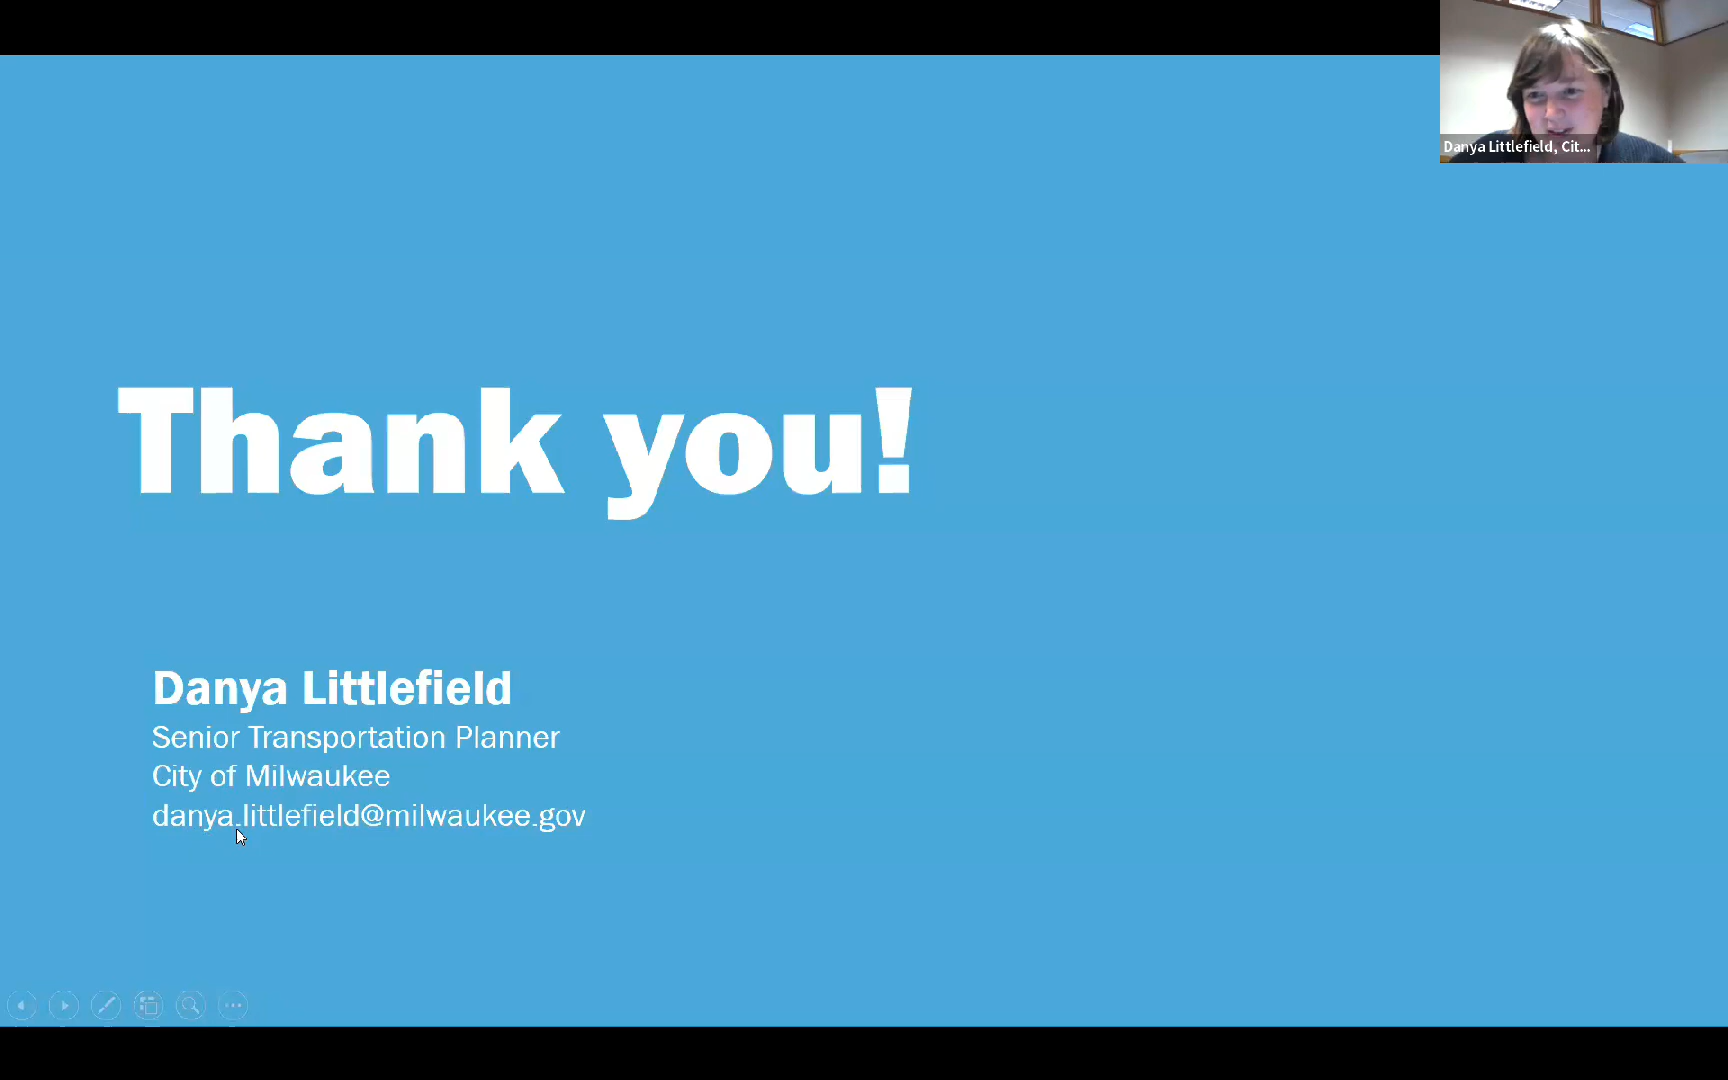 Danya Littlefield, Cit...
Thank you!
Danya Littlefield
Senior Transportation Planner
City of Milwaukee
danya.littlefield@milwaukee.gov